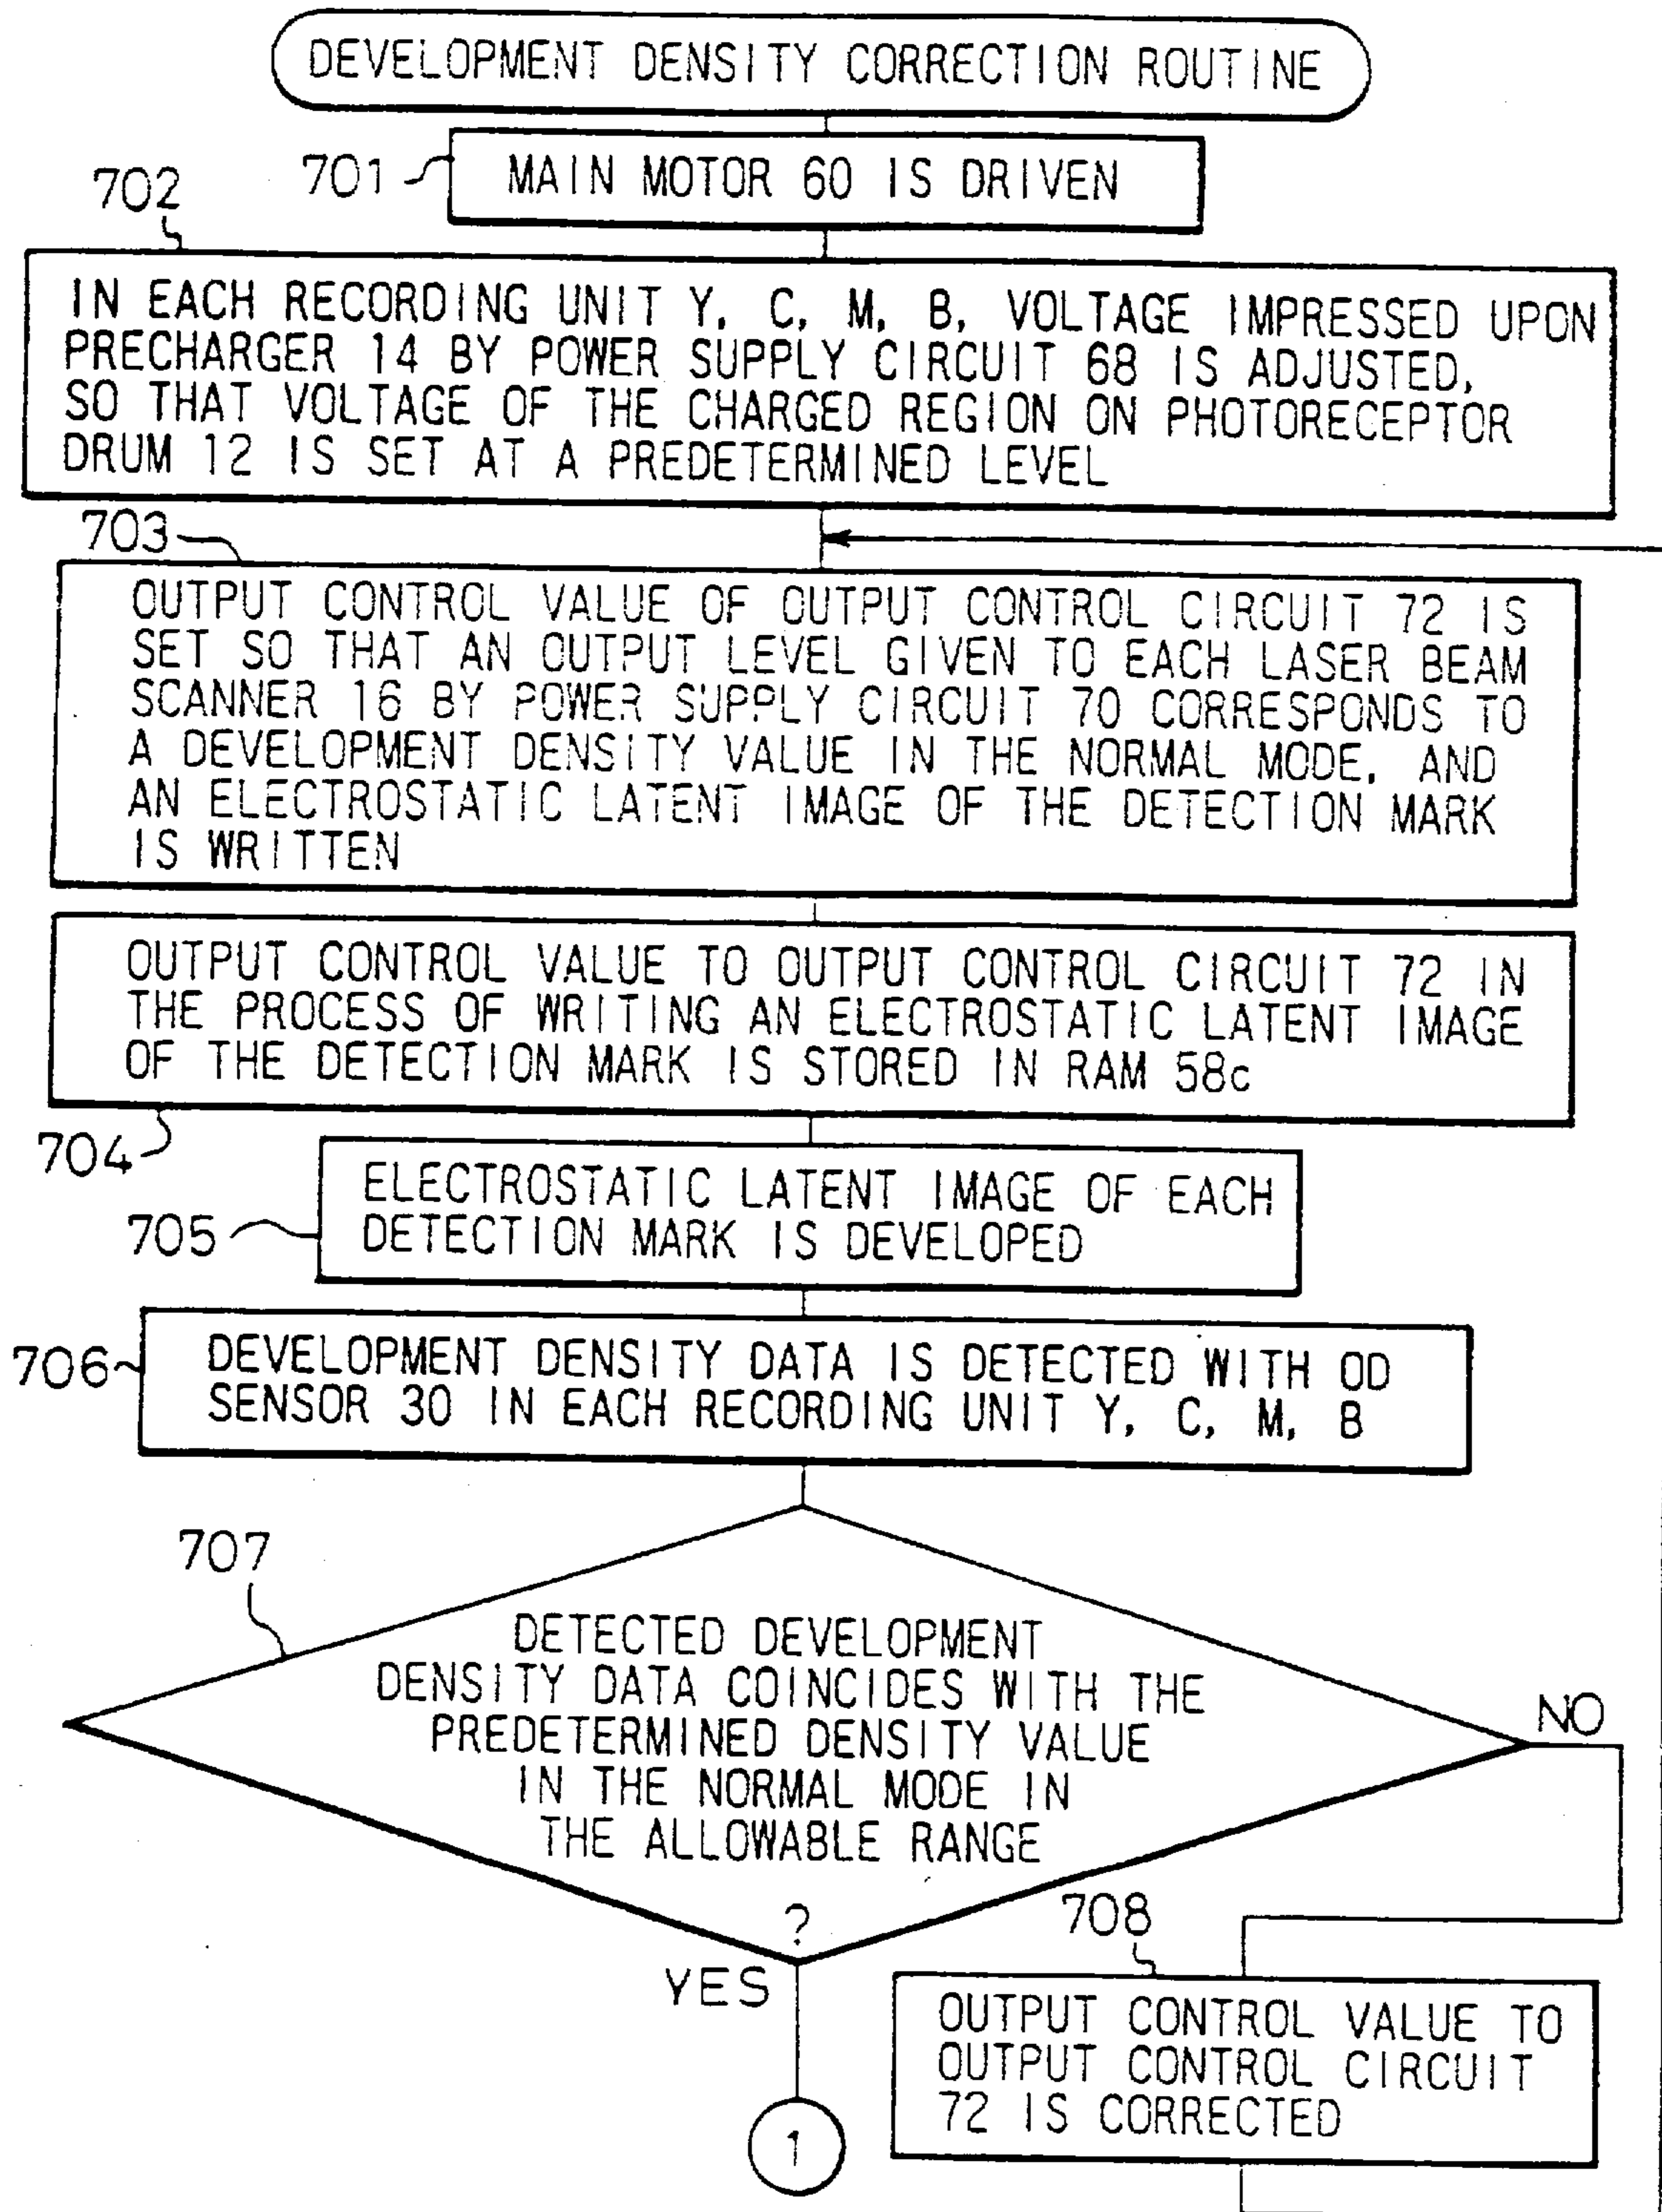 DEVELOPMENT DENSITY CORRECTION ROUTINE
701
MAIN MOTOR 60 IS DRIVEN
702
IN EACH RECORDING UNIT Y, C, M, B, VOLTAGE IMPRESSED UPON
PRECHARGER 14 BY POWER SUPPLY CIRCUIT 68 IS ADJUSTED,
SO THAT VOLTAGE OF THE CHARGED REGION ON PHOTORECEPTOR
DRUM 12 IS SET AT A PREDETERMINED LEVEL
703
OUTPUT CONTROL VALUE OF OUTPUT CONTROL CIRCUIT 72 IS
SET SO THAT AN OUTPUT LEVEL GIVEN TO EACH LASER BEAM
SCANNER 16 BY POWER SUPPLY CIRCUIT 70 CORRESPONDS TO
A DEVELOPMENT DENSITY VALUE IN THE NORMAL MODE, AND
AN ELECTROSTATIC LATENT IMAGE OF THE DETECTION MARK
IS WRITTEN
OUTPUT CONTROL VALUE TO OUTPUT CONTROL CIRCUIT 72 IN
THE PROCESS OF WRITING AN ELECTROSTATIC LATENT IMAGE
OF THE DETECTION MARK IS STORED IN RAM 58c
704
ELECTROSTATIC LATENT IMAGE OF EACH
DETECTION MARK IS DEVELOPED
705
706
DEVELOPMENT DENSITY DATA IS DETECTED WITH OD
SENSOR 30 IN EACH RECORDING UNIT Y, C, M, B
707
DETECTED DEVELOPMENT
DENSITY DATA COINCIDES WITH THE
PREDETERMINED DENSITY VALUE
IN THE NORMAL MODE IN
THE ALLOWABLE RANGE
?
NO
YES
708
OUTPUT CONTROL VALUE TO
OUTPUT CONTROL CIRCUIT
72 IS CORRECTED
1